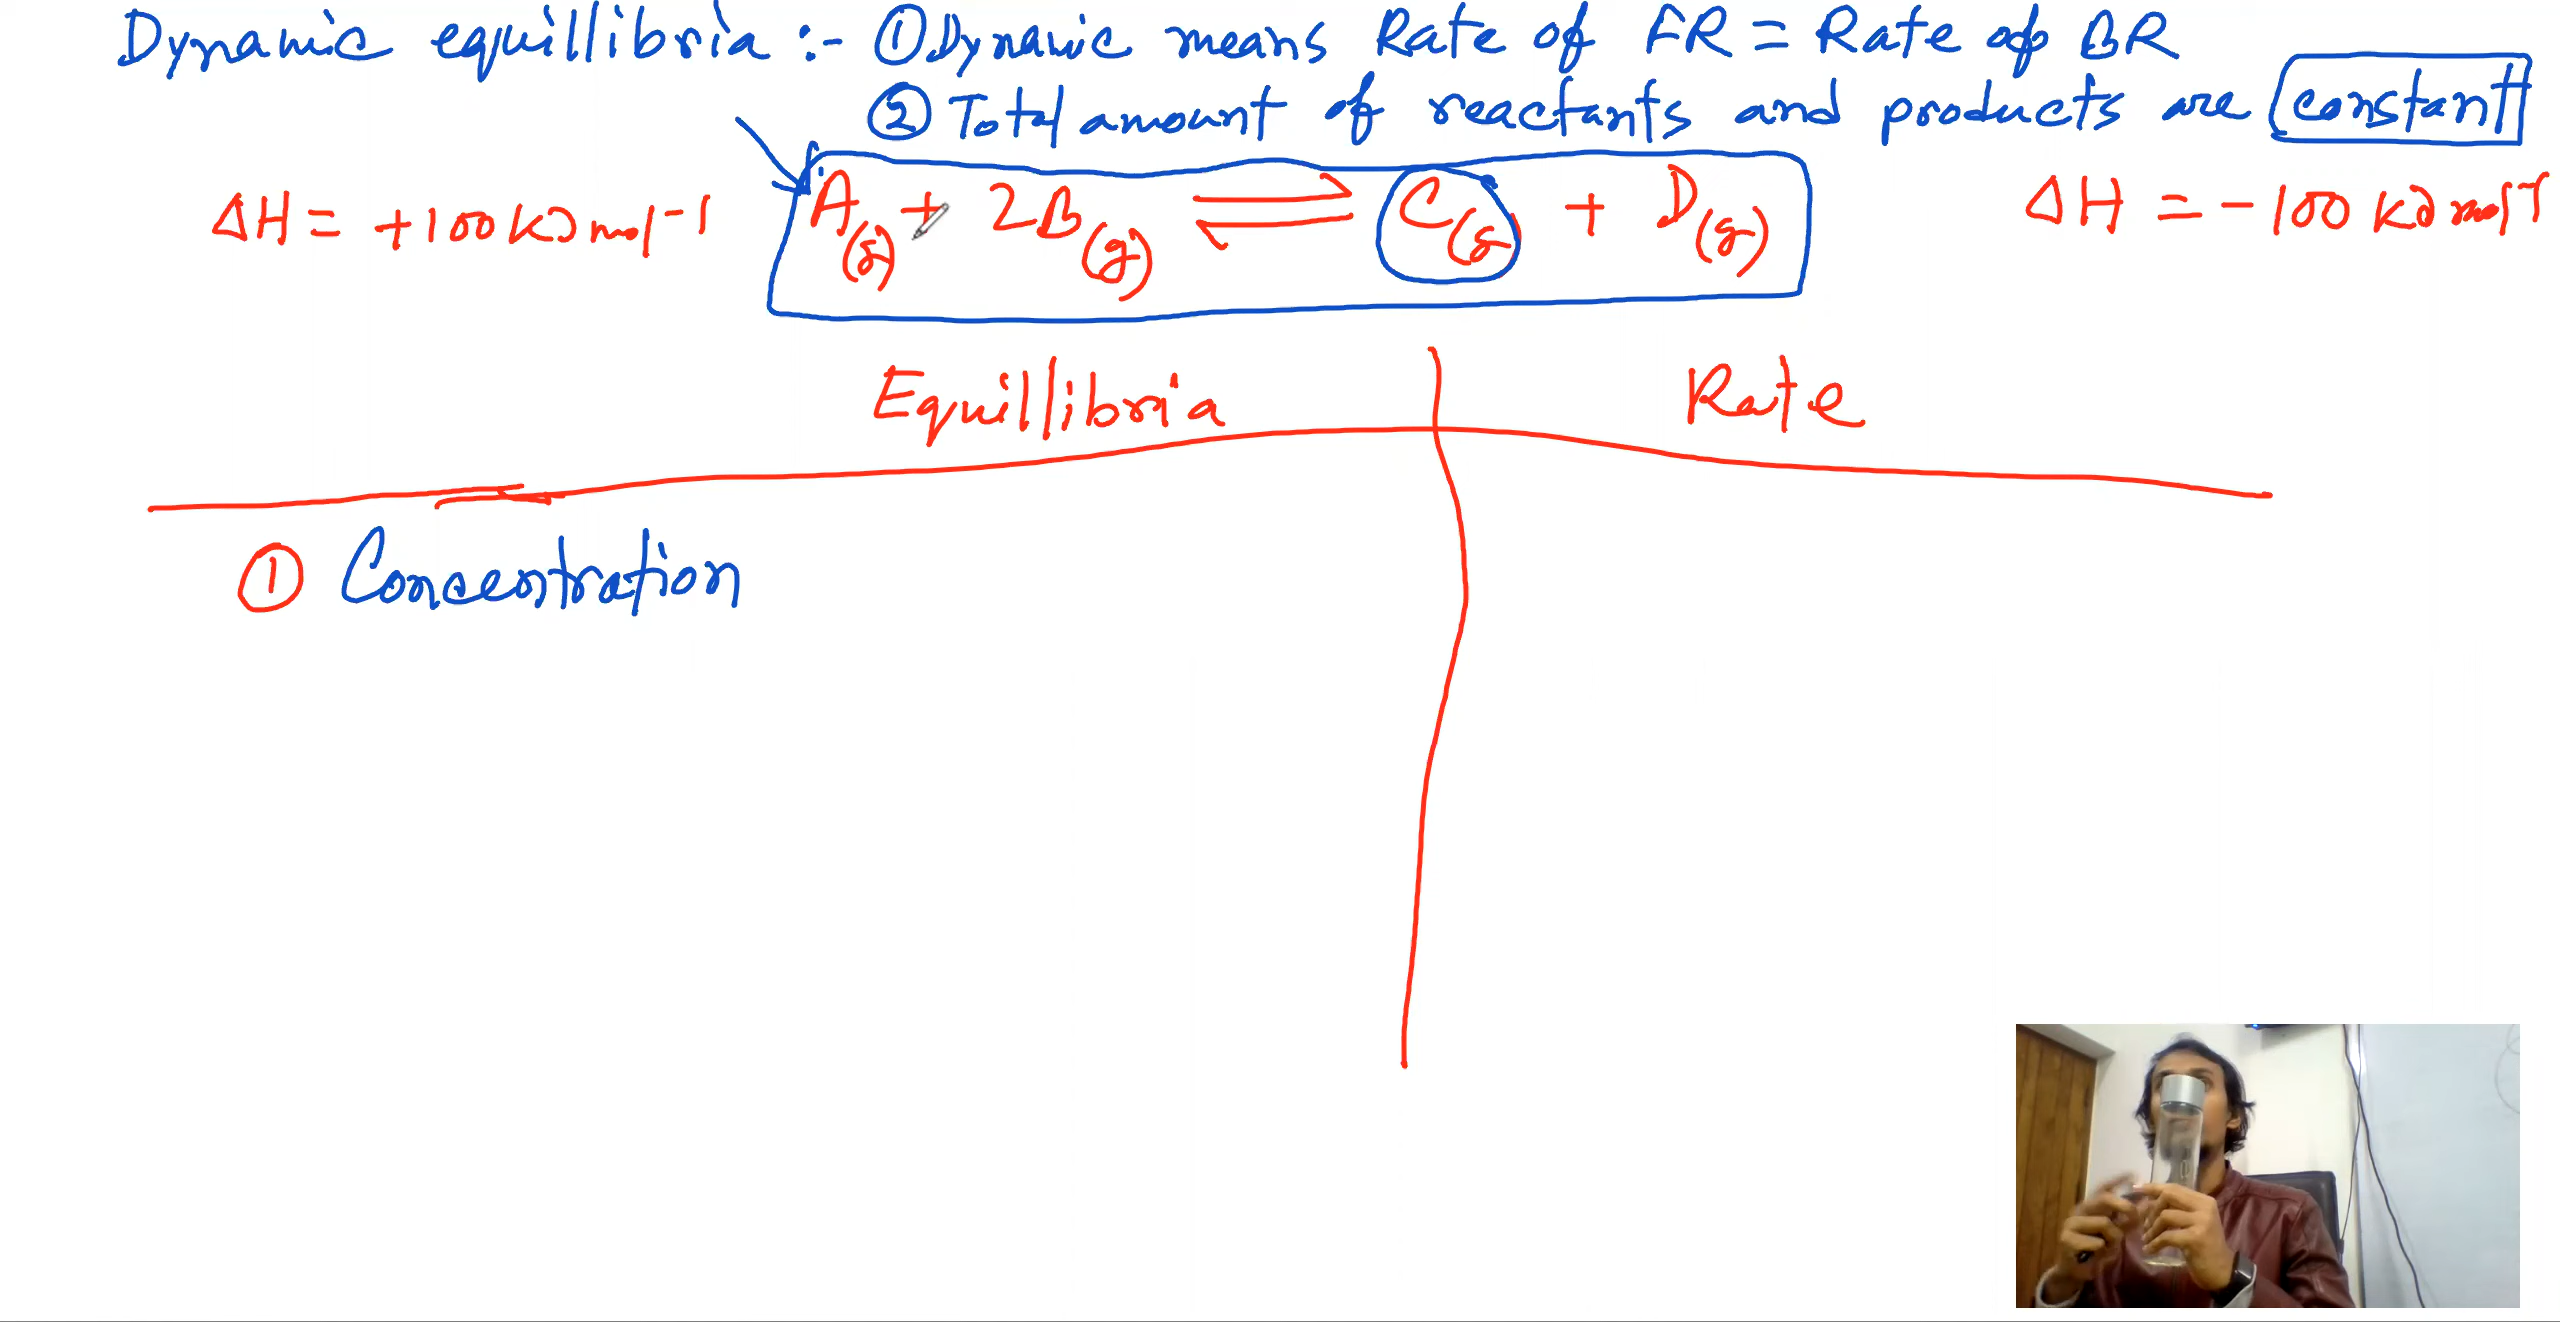 Dynamic equillibria :- ① Dynamic means Rate of FR = Rate of BR
② Total amount of reactants and products are constant
ΔH = +100 kJ mol⁻¹ A(g) + 2B(g) ⇌ C(g) + D(g) ΔH = -100 kJ mol⁻¹
Equillibria Rate
① Concentration